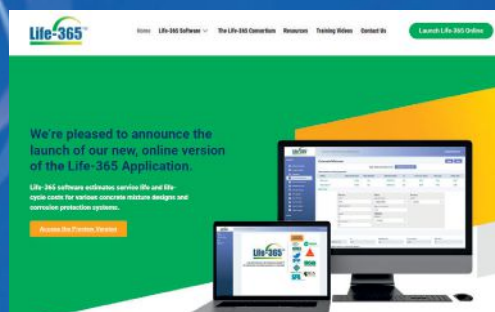 Life-365™
Home Life-365 Software The Life-365 Consortium Resources Training Videos Contact Us Launch Life-365 Online
We're pleased to announce the
launch of our new, online version
of the Life-365 Application.
Life-365 software estimates service life and life-
cycle costs for various concrete mixture designs and
corrosion protection systems.
Access the Preview Version
Life-365